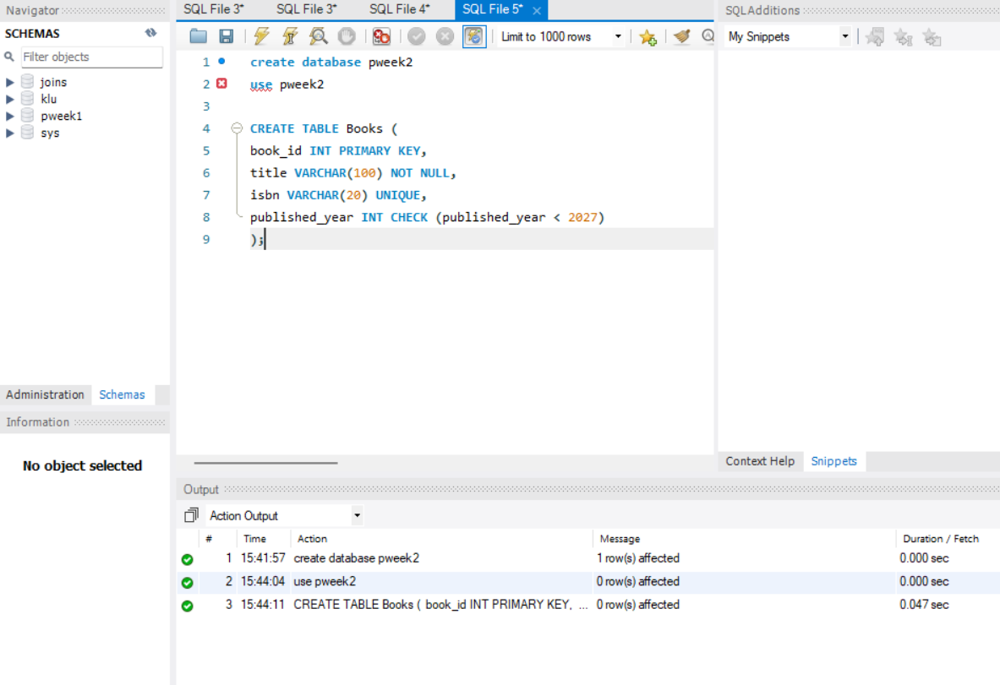 Navigator
SCHEMAS
Filter objects
joins
klu
pweek1
sys
Administration Schemas
Information
No object selected
SQL File 3* SQL File 3* SQL File 4* SQL File 5*
Limit to 1000 rows
1 create database pweek2
2 use pweek2
3
4 CREATE TABLE Books (
5 book_id INT PRIMARY KEY,
6 title VARCHAR(100) NOT NULL,
7 isbn VARCHAR(20) UNIQUE,
8 published_year INT CHECK (published_year < 2027)
9 );
SQLAdditions
My Snippets
Context Help Snippets
Output
Action Output
# Time Action Message Duration / Fetch
1 15:41:57 create database pweek2 1 row(s) affected 0.000 sec
2 15:44:04 use pweek2 0 row(s) affected 0.000 sec
3 15:44:11 CREATE TABLE Books ( book_id INT PRIMARY KEY, ... 0 row(s) affected 0.047 sec